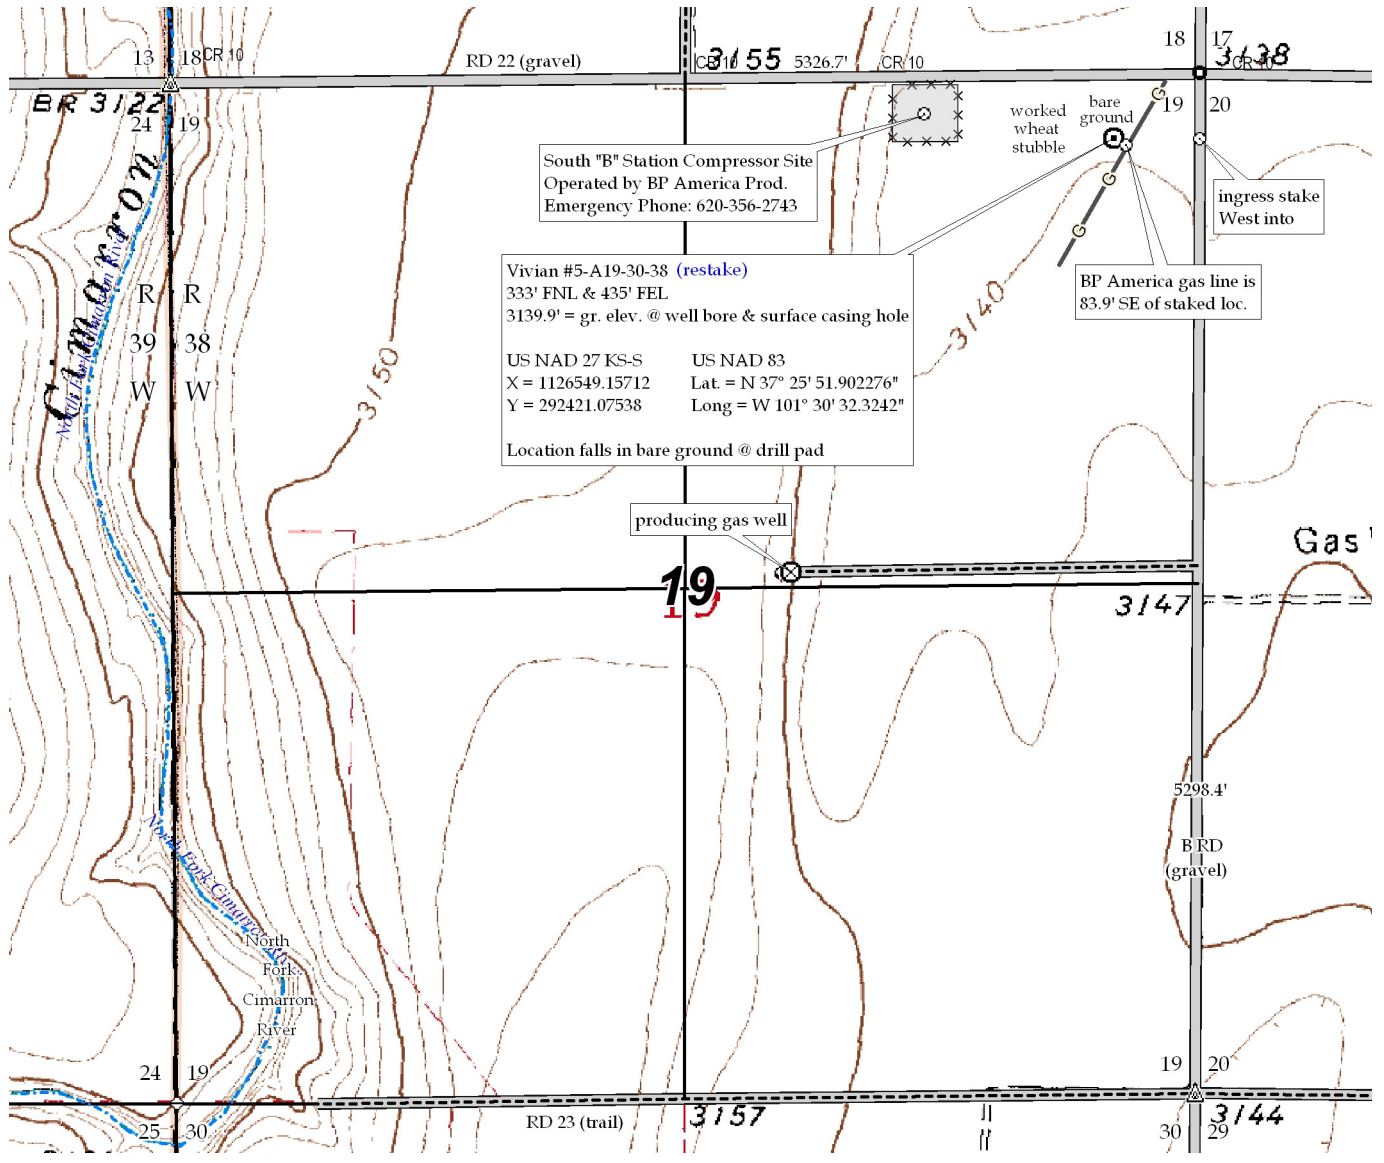 13 18 CR 10
RD 22 (gravel)
3155
CR 10
5326.7'
CR 10
18 17
3138
CR 10
BR 3122
24 19
19 20
worked
wheat
stubble
bare
ground
G
G
G
South "B" Station Compressor Site
Operated by BP America Prod.
Emergency Phone: 620-356-2743
ingress stake
West into
Cimarron
North Fork Cimarron River
R R
39 38
W W
Vivian #5-A19-30-38 (restake)
333' FNL & 435' FEL
3139.9' = gr. elev. @ well bore & surface casing hole
US NAD 27 KS-S
X = 1126549.15712
Y = 292421.07538
US NAD 83
Lat. = N 37° 25' 51.902276"
Long = W 101° 30' 32.3242"
Location falls in bare ground @ drill pad
BP America gas line is
83.9' SE of staked loc.
3140
3150
producing gas well
Gas
19
19
3147
5298.4'
B RD
(gravel)
North Fork Cimarron
North
Fork
Cimarron
River
24 19
19 20
RD 23 (trail)
3157
3144
25 30
30 29